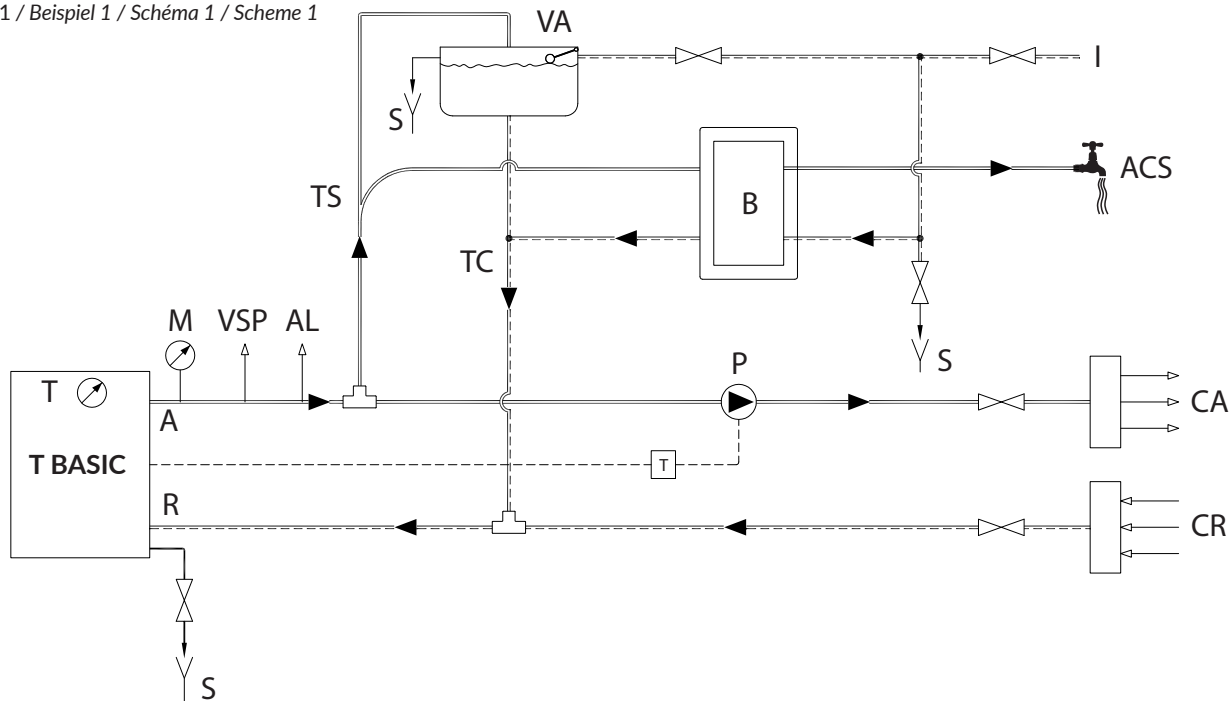 1 / Beispiel 1 / Schéma 1 / Scheme 1
VA
I
S
ACS
TS
B
TC
M VSP AL
S
P
T
A
CA
T BASIC
T
R
CR
S